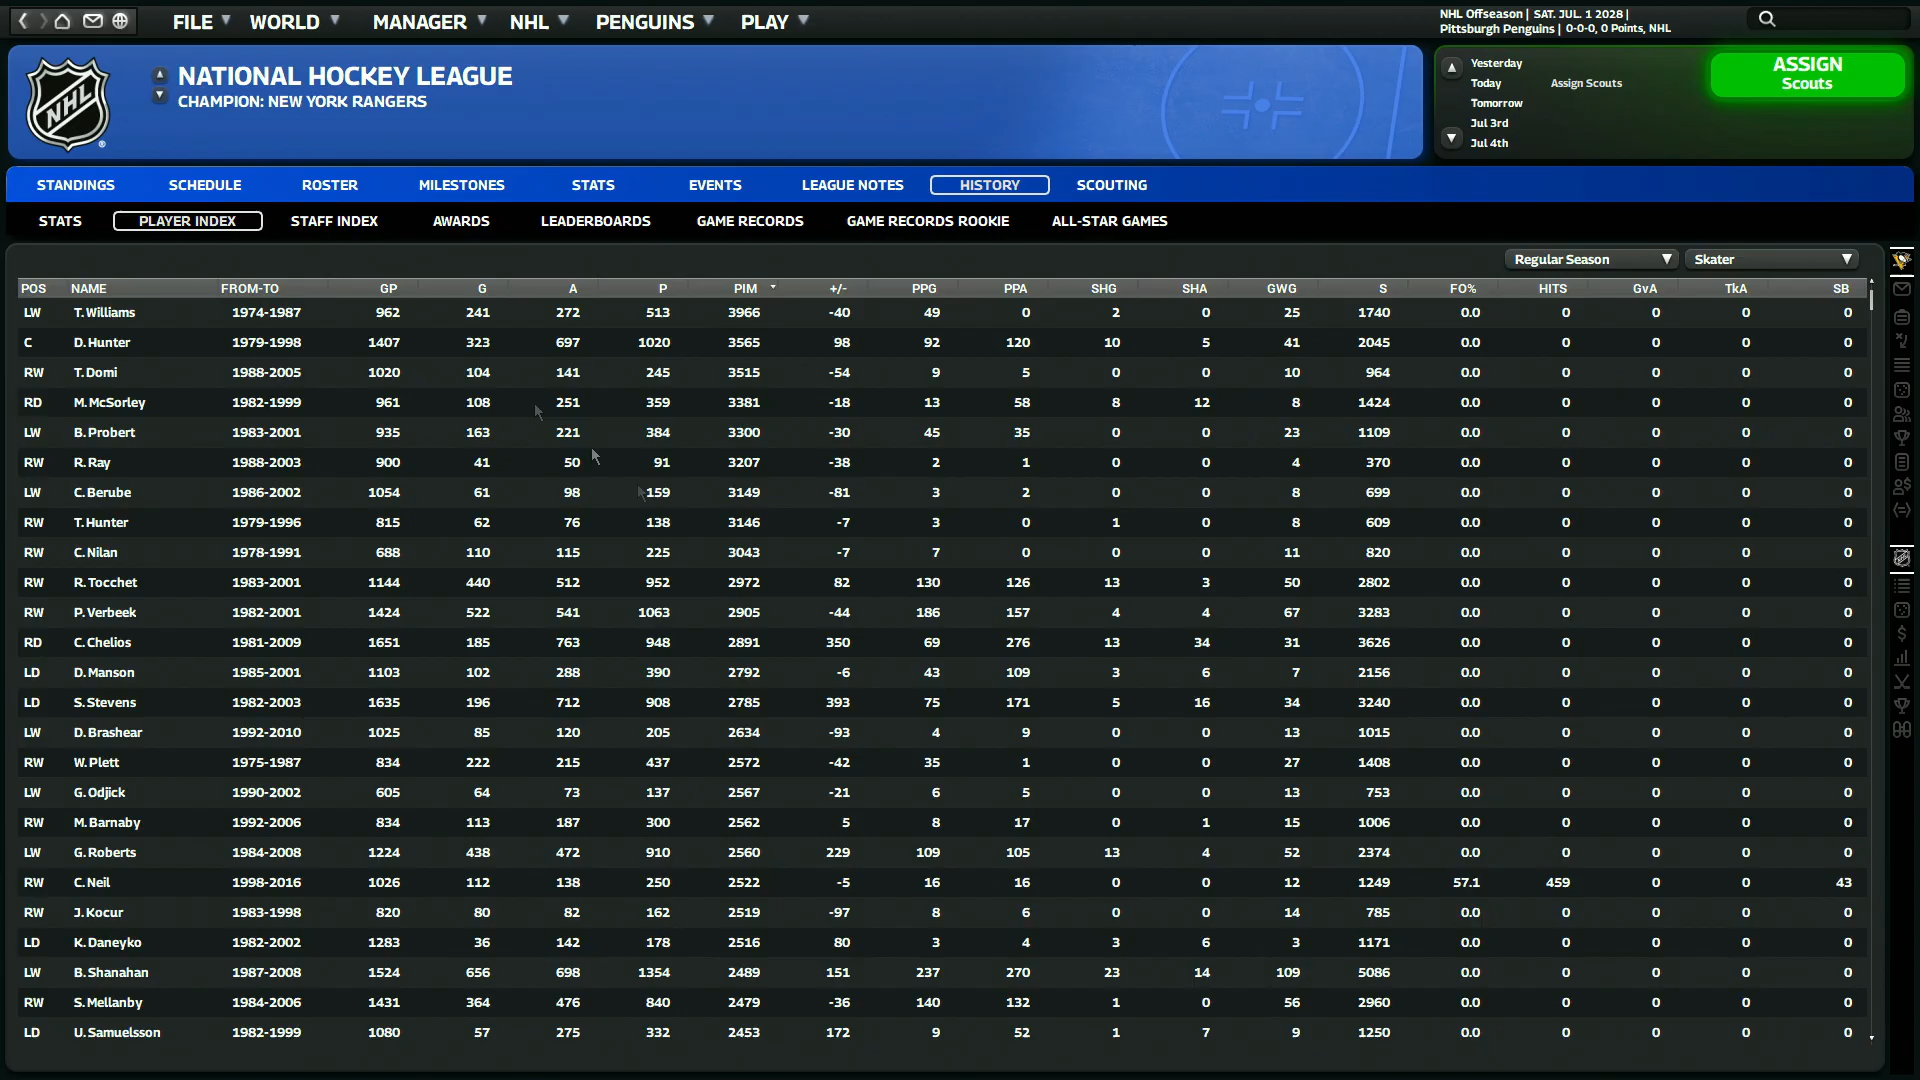 FILE WORLD MANAGER NHL PENGUINS PLAY
NHL Offseason | SAT. JUL. 1 2028 |
Pittsburgh Penguins | 0-0-0, 0 Points, NHL
NHL
NATIONAL HOCKEY LEAGUE
CHAMPION: NEW YORK RANGERS
Yesterday
Today Assign Scouts
Tomorrow
Jul 3rd
Jul 4th
ASSIGN
Scouts
STANDINGS SCHEDULE ROSTER MILESTONES STATS EVENTS LEAGUE NOTES HISTORY SCOUTING
STATS PLAYER INDEX STAFF INDEX AWARDS LEADERBOARDS GAME RECORDS GAME RECORDS ROOKIE ALL-STAR GAMES
Regular Season Skater
POS NAME FROM-TO GP G A P PIM +/- PPG PPA SHG SHA GWG S FO% HITS GvA TkA SB
LW T. Williams 1974-1987 962 241 272 513 3966 -40 49 0 2 0 25 1740 0.0 0 0 0 0
C D. Hunter 1979-1998 1407 323 697 1020 3565 98 92 120 10 5 41 2045 0.0 0 0 0 0
RW T. Domi 1988-2005 1020 104 141 245 3515 -54 9 5 0 0 10 964 0.0 0 0 0 0
RD M. McSorley 1982-1999 961 108 251 359 3381 -18 13 58 8 12 8 1424 0.0 0 0 0 0
LW B. Probert 1983-2001 935 163 221 384 3300 -30 45 35 0 0 23 1109 0.0 0 0 0 0
RW R. Ray 1988-2003 900 41 50 91 3207 -38 2 1 0 0 4 370 0.0 0 0 0 0
LW C. Berube 1986-2002 1054 61 98 159 3149 -81 3 2 0 0 8 699 0.0 0 0 0 0
RW T. Hunter 1979-1996 815 62 76 138 3146 -7 3 0 1 0 8 609 0.0 0 0 0 0
RW C. Nilan 1978-1991 688 110 115 225 3043 -7 7 0 0 0 11 820 0.0 0 0 0 0
RW R. Tocchet 1983-2001 1144 440 512 952 2972 82 130 126 13 3 50 2802 0.0 0 0 0 0
RW P. Verbeek 1982-2001 1424 522 541 1063 2905 -44 186 157 4 4 67 3283 0.0 0 0 0 0
RD C. Chelios 1981-2009 1651 185 763 948 2891 350 69 276 13 34 31 3626 0.0 0 0 0 0
LD D. Manson 1985-2001 1103 102 288 390 2792 -6 43 109 3 6 7 2156 0.0 0 0 0 0
LD S. Stevens 1982-2003 1635 196 712 908 2785 393 75 171 5 16 34 3240 0.0 0 0 0 0
LW D. Brashear 1992-2010 1025 85 120 205 2634 -93 4 9 0 0 13 1015 0.0 0 0 0 0
RW W. Plett 1975-1987 834 222 215 437 2572 -42 35 1 0 0 27 1408 0.0 0 0 0 0
LW G. Odjick 1990-2002 605 64 73 137 2567 -21 6 5 0 0 13 753 0.0 0 0 0 0
RW M. Barnaby 1992-2006 834 113 187 300 2562 5 8 17 0 1 15 1006 0.0 0 0 0 0
LW G. Roberts 1984-2008 1224 438 472 910 2560 229 109 105 13 4 52 2374 0.0 0 0 0 0
RW C. Neil 1998-2016 1026 112 138 250 2522 -5 16 16 0 0 12 1249 57.1 459 0 0 43
RW J. Kocur 1983-1998 820 80 82 162 2519 -97 8 6 0 0 14 785 0.0 0 0 0 0
LD K. Daneyko 1982-2002 1283 36 142 178 2516 80 3 4 3 6 3 1171 0.0 0 0 0 0
LW B. Shanahan 1987-2008 1524 656 698 1354 2489 151 237 270 23 14 109 5086 0.0 0 0 0 0
RW S. Mellanby 1984-2006 1431 364 476 840 2479 -36 140 132 1 0 56 2960 0.0 0 0 0 0
LD U. Samuelsson 1982-1999 1080 57 275 332 2453 172 9 52 1 7 9 1250 0.0 0 0 0 0